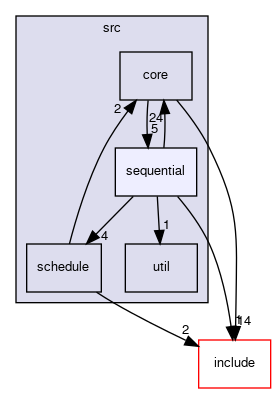 src
core
2
24
5
sequential
1
4
schedule
util
2
14
include